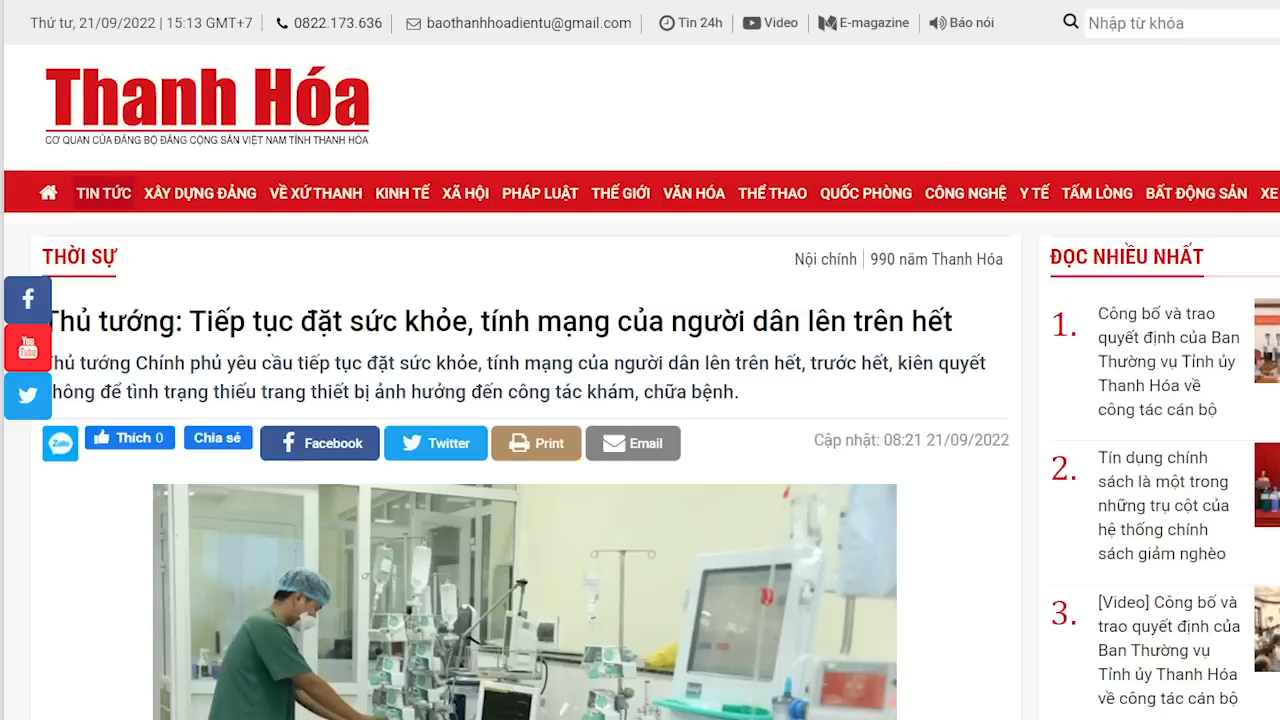 Thứ tư, 21/09/2022 | 15:13 GMT+7
0822.173.636
baothanhhoadientu@gmail.com
Tin 24h
Video
E-magazine
Báo nói
Nhập từ khóa
Thanh Hóa
CƠ QUAN CỦA ĐẢNG BỘ ĐẢNG CỘNG SẢN VIỆT NAM TỈNH THANH HÓA
TIN TỨC XÂY DỰNG ĐẢNG VỀ XỨ THANH KINH TẾ XÃ HỘI PHÁP LUẬT THẾ GIỚI VĂN HÓA THỂ THAO QUỐC PHÒNG CÔNG NGHỆ Y TẾ TẤM LÒNG BẤT ĐỘNG SẢN XE
THỜI SỰ
Nội chính
990 năm Thanh Hóa
Thủ tướng: Tiếp tục đặt sức khỏe, tính mạng của người dân lên trên hết
Thủ tướng Chính phủ yêu cầu tiếp tục đặt sức khỏe, tính mạng của người dân lên trên hết, trước hết, kiên quyết
không để tình trạng thiếu trang thiết bị ảnh hưởng đến công tác khám, chữa bệnh.
You
Tube
Zalo
Thích 0
Chia sẻ
Facebook
Twitter
Print
Email
Cập nhật: 08:21 21/09/2022
ĐỌC NHIỀU NHẤT
1.
Công bố và trao
quyết định của Ban
Thường vụ Tỉnh ủy
Thanh Hóa về
công tác cán bộ
2.
Tín dụng chính
sách là một trong
những trụ cột của
hệ thống chính
sách giảm nghèo
3.
[Video] Công bố và
trao quyết định của
Ban Thường vụ
Tỉnh ủy Thanh Hóa
về công tác cán bộ